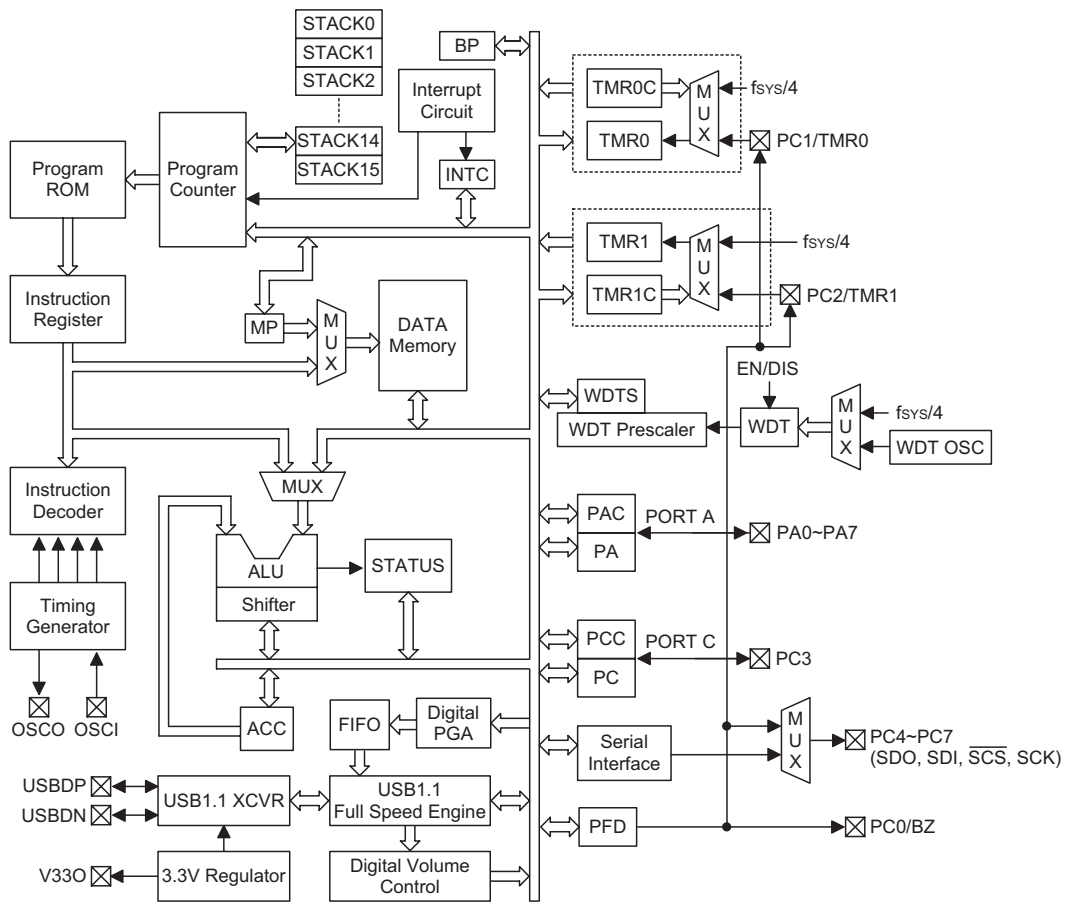 STACK0
STACK1
STACK2
STACK14
STACK15
BP
Interrupt
Circuit
INTC
Program
ROM
Program
Counter
Instruction
Register
MP
M
U
X
DATA
Memory
TMR0C
TMR0
M
U
X
fSYS/4
PC1/TMR0
TMR1
TMR1C
M
U
X
fSYS/4
PC2/TMR1
EN/DIS
WDTS
WDT Prescaler
WDT
M
U
X
fSYS/4
WDT OSC
Instruction
Decoder
MUX
ALU
Shifter
STATUS
PAC
PA
PORT A
PA0~PA7
Timing
Generator
OSCO
OSCI
PCC
PC
PORT C
PC3
ACC
FIFO
Digital
PGA
Serial
Interface
M
U
X
PC4~PC7
(SDO, SDI, S̅C̅S̅, SCK)
USBDP
USBDN
USB1.1 XCVR
USB1.1
Full Speed Engine
PFD
PC0/BZ
V33O
3.3V Regulator
Digital Volume
Control